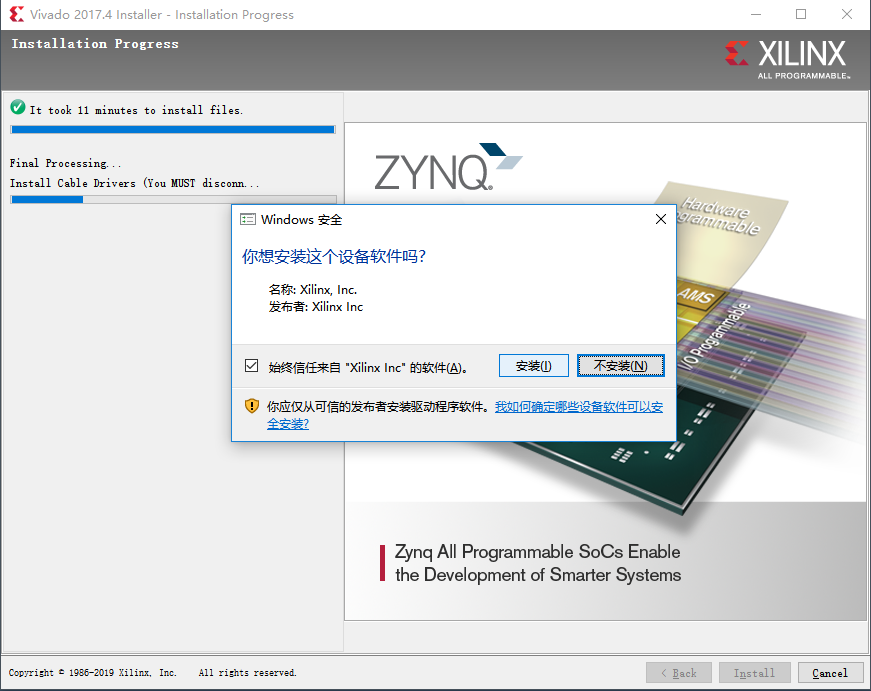 Vivado 2017.4 Installer - Installation Progress
Installation Progress
XILINX
ALL PROGRAMMABLE™
It took 11 minutes to install files.
Final Processing...
Install Cable Drivers (You MUST disconn...
ZYNQ®
Hardware
Programmable
AMS
I/O Programmable
Windows 安全
你想安装这个设备软件吗?
名称: Xilinx, Inc.
发布者: Xilinx Inc
始终信任来自 "Xilinx Inc" 的软件(A)。
安装(I)
不安装(N)
你应仅从可信的发布者安装驱动程序软件。我如何确定哪些设备软件可以安
全安装?
Zynq All Programmable SoCs Enable
the Development of Smarter Systems
Copyright © 1986-2019 Xilinx, Inc. All rights reserved.
< Back
Install
Cancel